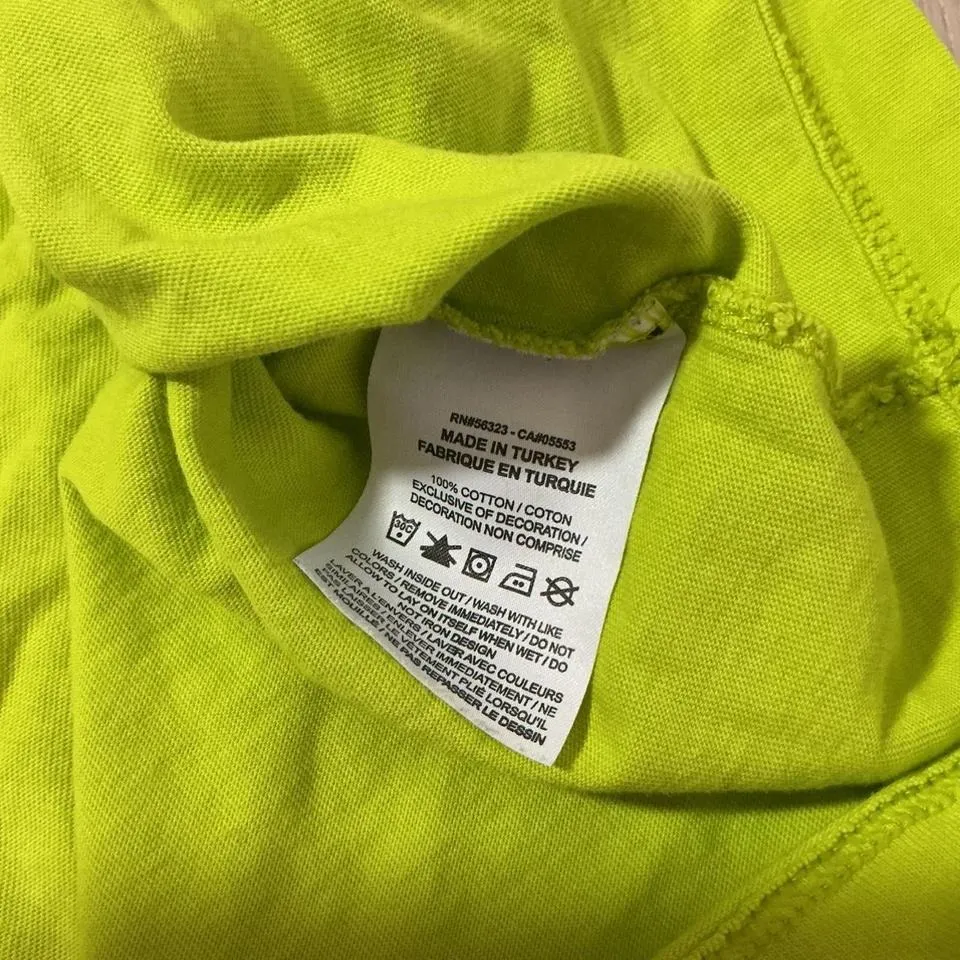 RN#56323 - CA#05553
MADE IN TURKEY
FABRIQUE EN TURQUIE
100% COTTON / COTON
EXCLUSIVE OF DECORATION /
DECORATION NON COMPRISE
30C
WASH INSIDE OUT / WASH WITH LIKE
COLORS / REMOVE IMMEDIATELY / DO NOT
ALLOW TO LAY ON ITSELF WHEN WET / DO
NOT IRON DESIGN
LAVER A L'ENVERS / LAVER AVEC COULEURS
SIMILAIRES / ENLEVER IMMEDIATEMENT / NE
PAS LAISSER LE VÊTEMENT PLIÉ LORSQU'IL
EST MOUILLE / NE PAS REPASSER LE DESSIN